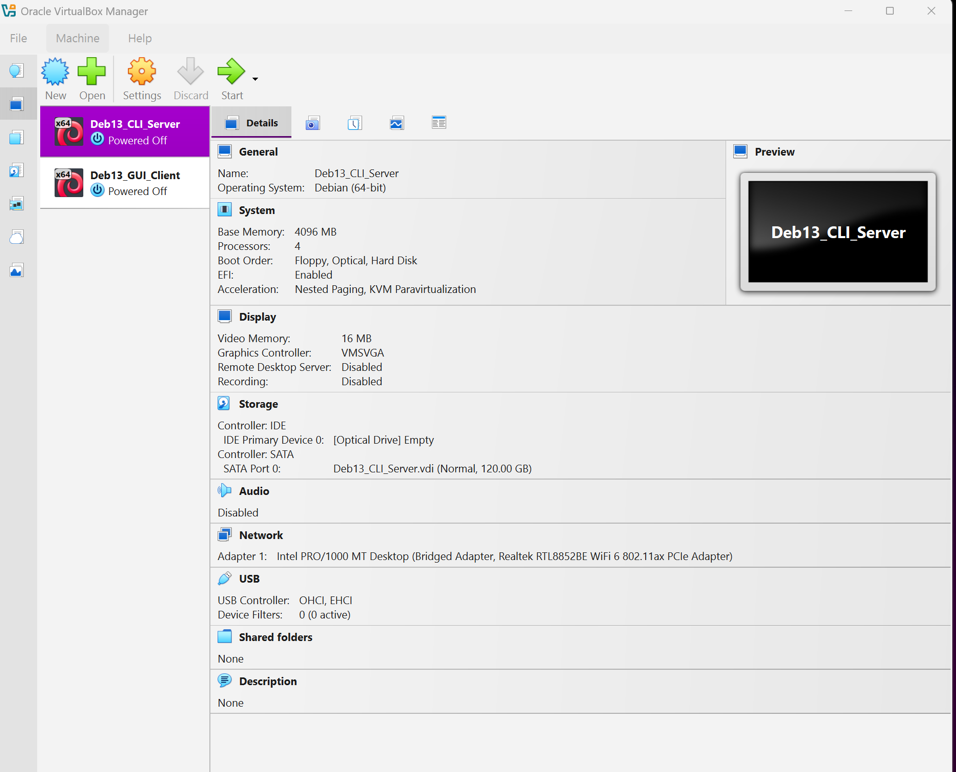 Oracle VirtualBox Manager
File Machine Help
New Open Settings Discard Start
x64 Deb13_CLI_Server
Powered Off
x64 Deb13_GUI_Client
Powered Off
Details
General
Name: Deb13_CLI_Server
Operating System: Debian (64-bit)
System
Base Memory: 4096 MB
Processors: 4
Boot Order: Floppy, Optical, Hard Disk
EFI: Enabled
Acceleration: Nested Paging, KVM Paravirtualization
Preview
Deb13_CLI_Server
Display
Video Memory: 16 MB
Graphics Controller: VMSVGA
Remote Desktop Server: Disabled
Recording: Disabled
Storage
Controller: IDE
IDE Primary Device 0: [Optical Drive] Empty
Controller: SATA
SATA Port 0: Deb13_CLI_Server.vdi (Normal, 120.00 GB)
Audio
Disabled
Network
Adapter 1: Intel PRO/1000 MT Desktop (Bridged Adapter, Realtek RTL8852BE WiFi 6 802.11ax PCIe Adapter)
USB
USB Controller: OHCI, EHCI
Device Filters: 0 (0 active)
Shared folders
None
Description
None